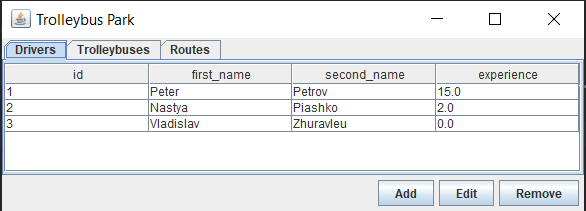 Trolleybus Park
Drivers Trolleybuses Routes
id first_name second_name experience
1 Peter Petrov 15.0
2 Nastya Piashko 2.0
3 Vladislav Zhuravleu 0.0
Add Edit Remove